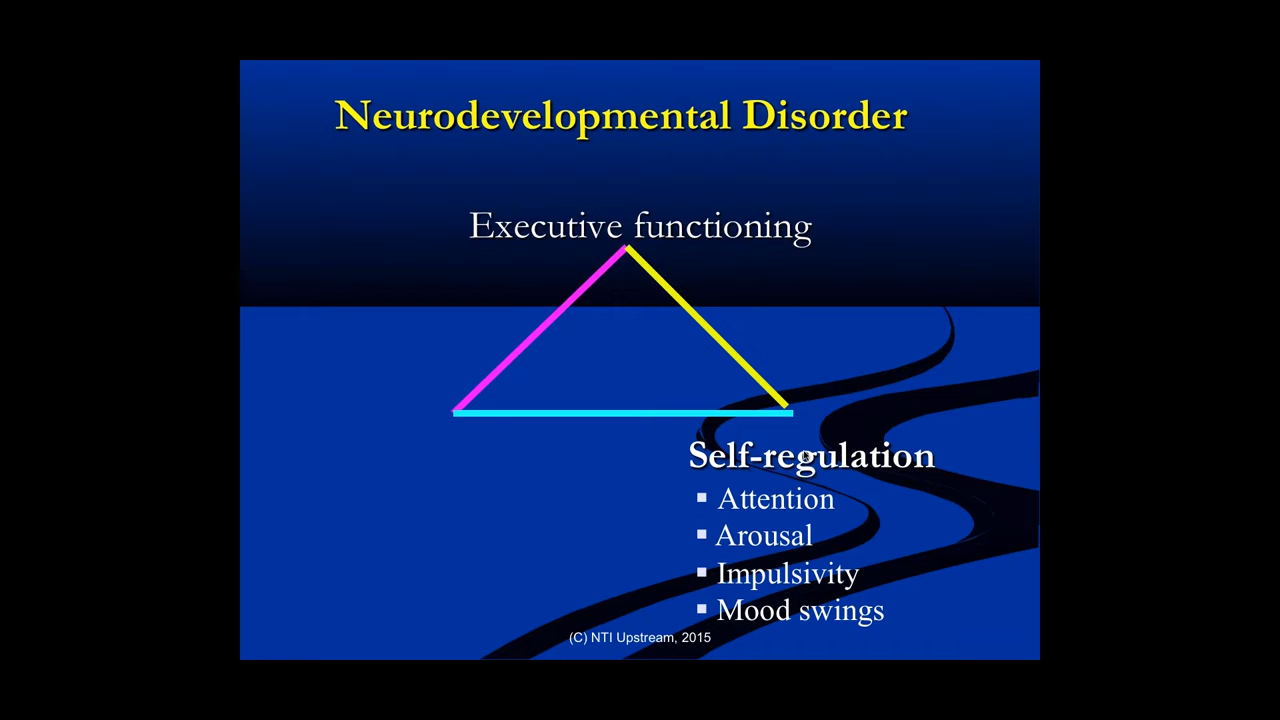 Neurodevelopmental Disorder
Executive functioning
Self-regulation
▪ Attention
▪ Arousal
▪ Impulsivity
▪ Mood swings
(C) NTI Upstream, 2015